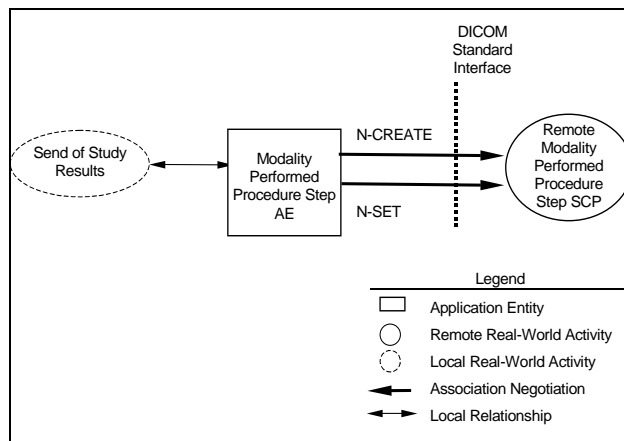 DICOM
Standard
Interface
Send of Study
Results
Modality
Performed
Procedure Step
AE
N-CREATE
N-SET
Remote
Modality
Performed
Procedure
Step SCP
Legend
Application Entity
Remote Real-World Activity
Local Real-World Activity
Association Negotiation
Local Relationship